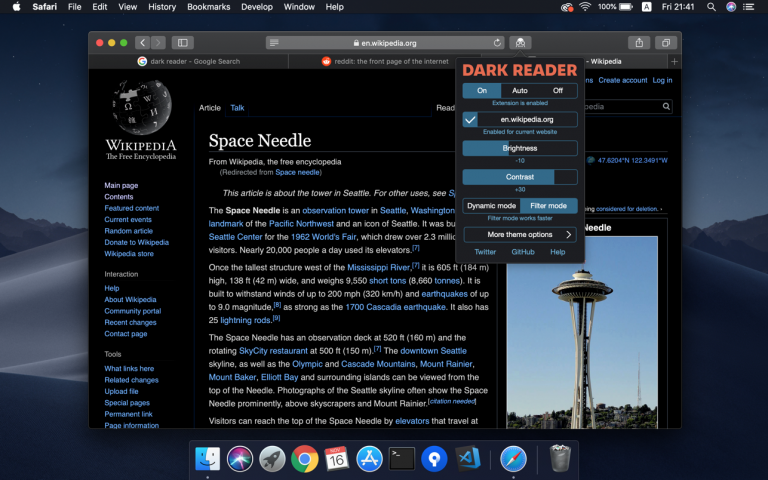 Safari File Edit View History Bookmarks Develop Window Help 100% A Fri 21:41
en.wikipedia.org
dark reader - Google Search
reddit: the front page of the internet
- Wikipedia
Create account Log in
WIKIPEDIA
The Free Encyclopedia
Main page
Contents
Featured content
Current events
Random article
Donate to Wikipedia
Wikipedia store
Interaction
Help
About Wikipedia
Community portal
Recent changes
Contact page
Tools
What links here
Related changes
Upload file
Special pages
Permanent link
Page information
Article Talk
Space Needle
From Wikipedia, the free encyclopedia
(Redirected from Space needle)
47.6204°N 122.3491°W
This article is about the tower in Seattle. For other uses, see
being considered for deletion.
The Space Needle is an observation tower in Seattle, Washington
landmark of the Pacific Northwest and an icon of Seattle. It was
Seattle Center for the 1962 World's Fair, which drew over 2.3
visitors. Nearly 20,000 people a day used its elevators.[7]
Once the tallest structure west of the Mississippi River,[7] it is 605 ft (184 m)
high, 138 ft (42 m) wide, and weighs 9,550 short tons (8,660 tonnes). It is
built to withstand winds of up to 200 mph (320 km/h) and earthquakes of up
to 9.0 magnitude,[8] as strong as the 1700 Cascadia earthquake. It also has
25 lightning rods.[9]
The Space Needle has an observation deck at 520 ft (160 m) and the
rotating SkyCity restaurant at 500 ft (150 m).[7] The downtown Seattle
skyline, as well as the Olympic and Cascade Mountains, Mount Rainier,
Mount Baker, Elliott Bay and surrounding islands can be viewed from the
top of the Needle. Photographs of the Seattle skyline often show the Space
Needle prominently, above skyscrapers and Mount Rainier.[citation needed]
Visitors can reach the top of the Space Needle by elevators that travel at
Needle
DARK READER
On Auto Off
Extension is enabled
en.wikipedia.org
Enabled for current website
Brightness
-10
Contrast
+30
Dynamic mode Filter mode
Filter mode works faster
More theme options
Twitter GitHub Help
NOV
16